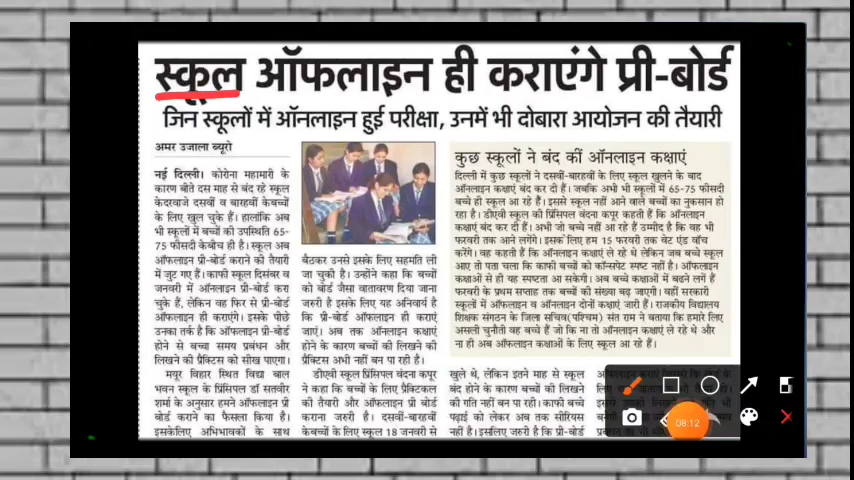 स्कूल ऑफलाइन ही कराएंगे प्री-बोर्ड
जिन स्कूलों में ऑनलाइन हुई परीक्षा, उनमें भी दोबारा आयोजन की तैयारी
अमर उजाला ब्यूरो
नई दिल्ली। कोरोना महामारी के
कारण बीते दस माह से बंद रहे स्कूल
केदरवाजे दसवीं व बारहवीं केबच्चों
के लिए खुल चुके हैं। हालांकि अब
भी स्कूलों में बच्चों की उपस्थिति 65-
75 फीसदी केबीच ही है। स्कूल अब
ऑफलाइन प्री-बोर्ड कराने की तैयारी
में जुट गए हैं। काफी स्कूल दिसंबर व
जनवरी में ऑनलाइन प्री-बोर्ड करा
चुके हैं, लेकिन वह फिर से प्री-बोर्ड
ऑफलाइन ही कराएंगे। इसके पीछे
उनका तर्क है कि ऑफलाइन प्री-बोर्ड
होने से बच्चा समय प्रबंधन और
लिखने की प्रैक्टिस को सीख पाएगा।
मयूर विहार स्थित विद्या बाल
भवन स्कूल के प्रिंसिपल डॉ सतवीर
शर्मा के अनुसार हमने ऑफलाइन प्री
बोर्ड कराने का फैसला किया है।
इसकेलिए अभिभावकों के साथ
बैठकर उनसे इसके लिए सहमति ली
जा चुकी है। उन्होंने कहा कि बच्चों
को बोर्ड जैसा वातावरण दिया जाना
जरुरी है इसके लिए यह अनिवार्य है
कि प्री-बोर्ड ऑफलाइन ही कराएं
जाएं। अब तक ऑनलाइन कक्षाएं
होने के कारण बच्चों की लिखने की
प्रैक्टिस अभी नहीं बन पा रही है।
डीएवी स्कूल प्रिंसिपल वंदना कपूर
ने कहा कि बच्चों के लिए प्रैक्टिकल
की तैयारी और ऑफलाइन प्री बोर्ड
कराना जरुरी है। दसवीं-बारहवीं
केबच्चों के लिए स्कूल 18 जनवरी से
कुछ स्कूलों ने बंद कीं ऑनलाइन कक्षाएं
दिल्ली में कुछ स्कूलों ने दसवीं-बारहवीं के लिए स्कूल खुलने के बाद
ऑनलाइन कक्षाएं बंद कर दी हैं। जबकि अभी भी स्कूलों में 65-75 फीसदी
बच्चे ही स्कूल आ रहे हैं। इससे स्कूल नहीं आने वाले बच्चों का नुकसान हो
रहा है। डीएवी स्कूल की प्रिंसिपल वंदना कपूर कहती हैं कि ऑनलाइन
कक्षाएं बंद कर दी हैं। अभी जो बच्चे नहीं आ रहे हैं उम्मीद है कि वह भी
फरवरी तक आने लगेंगे। इसके लिए हम 15 फरवरी तक वेट एंड वॉच
करेंगे। वह कहती हैं कि ऑनलाइन कक्षाएं ले रहे थे लेकिन जब बच्चे स्कूल
आए तो पता चला कि काफी बच्चों को कॉन्सेप्ट स्पष्ट नहीं है। ऑफलाइन
कक्षाओं से ही यह स्पष्टता आ सकेगी। अब बच्चे कक्षाओं में बढ़ने लगें हैं
फरवरी के प्रथम सप्ताह तक बच्चों की संख्या बढ़ जाएगी। वहीं सरकारी
स्कूलों में ऑफलाइन व ऑनलाइन दोनों कक्षाएं जारी हैं। राजकीय विद्यालय
शिक्षक संगठन के जिला सचिव(पश्चिम) संत राम ने बताया कि हमारे लिए
असली चुनौती वह बच्चे हैं जो कि ना तो ऑनलाइन कक्षाएं ले रहे थे और
ना ही अब ऑफलाइन कक्षाओं के लिए स्कूल आ रहे हैं।
खुले थे, लेकिन इतने माह से स्कूल
बंद होने के कारण बच्चों की लिखने
की गति नहीं बन पा रही। काफी बच्चे
पढ़ाई को लेकर अब तक सीरियस
नहीं है। इसलिए जरुरी है कि प्री-बोर्ड
08:12